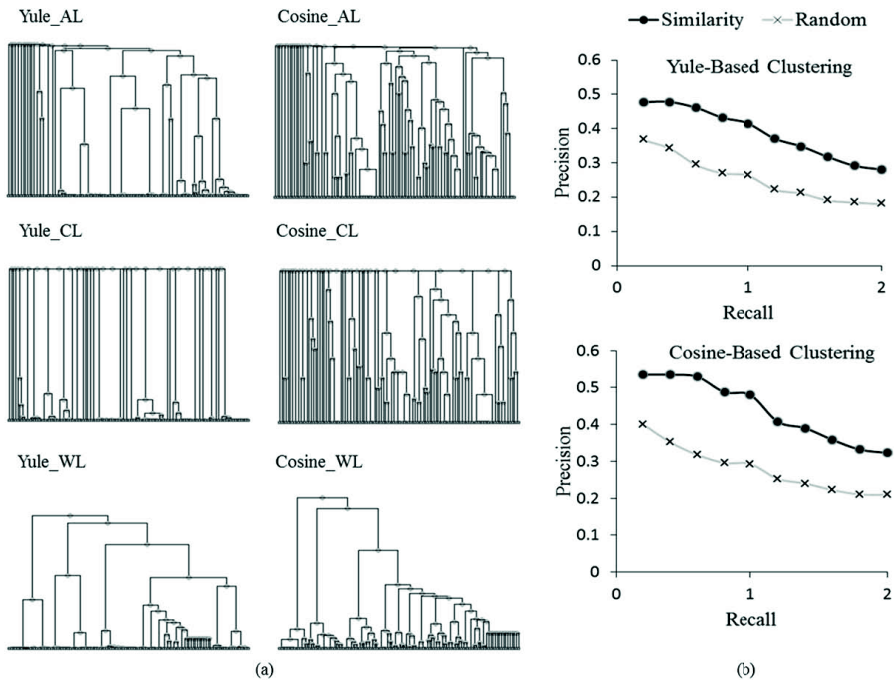 Yule_AL
Cosine_AL
Yule_CL
Cosine_CL
Yule_WL
Cosine_WL
(a)
Similarity Random
Yule-Based Clustering
Precision
0.6
0.5
0.4
0.3
0.2
0.1
0
0 1 2
Recall
Cosine-Based Clustering
Precision
0.6
0.5
0.4
0.3
0.2
0.1
0
0 1 2
Recall
(b)